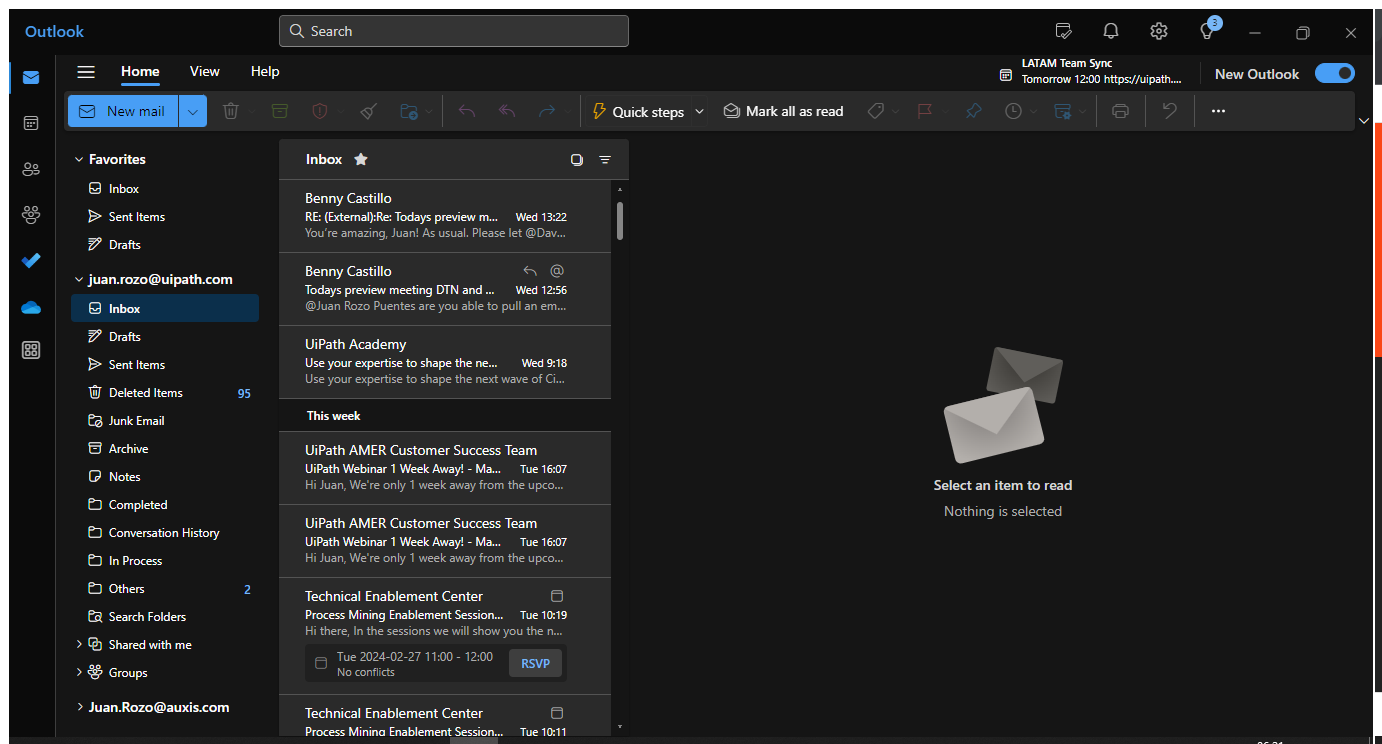 Outlook
Search
3
Home
View
Help
LATAM Team Sync
Tomorrow 12:00 https://uipath....
New Outlook
New mail
Quick steps
Mark all as read
Favorites
Inbox
Sent Items
Drafts
juan.rozo@uipath.com
Inbox
Drafts
Sent Items
Deleted Items 95
Junk Email
Archive
Notes
Completed
Conversation History
In Process
Others 2
Search Folders
Shared with me
Groups
Juan.Rozo@auxis.com
Inbox
Benny Castillo
RE: (External):Re: Todays preview m... Wed 13:22
You're amazing, Juan! As usual. Please let @Dav...
Benny Castillo
Todays preview meeting DTN and ... Wed 12:56
@Juan Rozo Puentes are you able to pull an em...
UiPath Academy
Use your expertise to shape the ne... Wed 9:18
Use your expertise to shape the next wave of Ci...
This week
UiPath AMER Customer Success Team
UiPath Webinar 1 Week Away! - Ma... Tue 16:07
Hi Juan, We're only 1 week away from the upco...
UiPath AMER Customer Success Team
UiPath Webinar 1 Week Away! - Ma... Tue 16:07
Hi Juan, We're only 1 week away from the upco...
Technical Enablement Center
Process Mining Enablement Session... Tue 10:19
Hi there, In the sessions we will show you the n...
Tue 2024-02-27 11:00 - 12:00
No conflicts
RSVP
Technical Enablement Center
Process Mining Enablement Session... Tue 10:11
Select an item to read
Nothing is selected